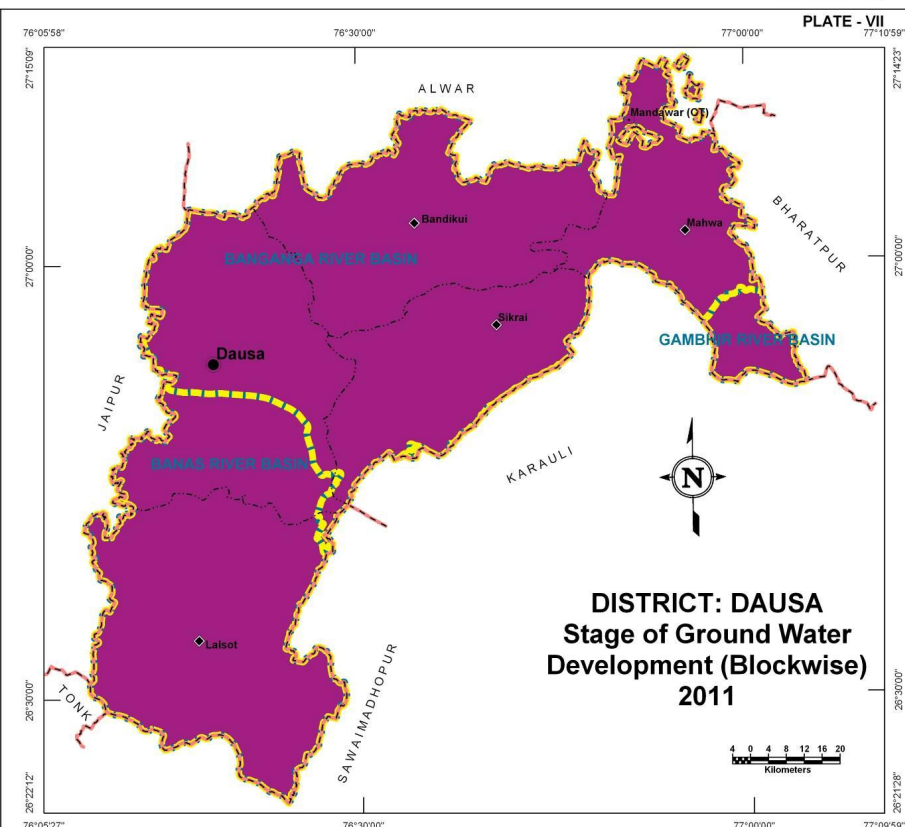 PLATE - VII
76°05'58"
76°30'00"
77°00'00"
77°10'59"
27°15'09"
27°14'23"
ALWAR
Mandawar (CT)
BHARATPUR
Bandikui
Mahwa
27°00'00"
27°00'00"
BANGANGA RIVER BASIN
Sikrai
GAMBHIR RIVER BASIN
Dausa
JAIPUR
BANAS RIVER BASIN
KARAULI
N
DISTRICT: DAUSA
Stage of Ground Water
Development (Blockwise)
2011
Lalsot
TONK
SAWAIMADHOPUR
26°30'00"
26°30'00"
4 0 4 8 12 16 20
Kilometers
26°22'12"
26°21'28"
76°05'27"
76°30'00"
77°00'00"
77°09'59"